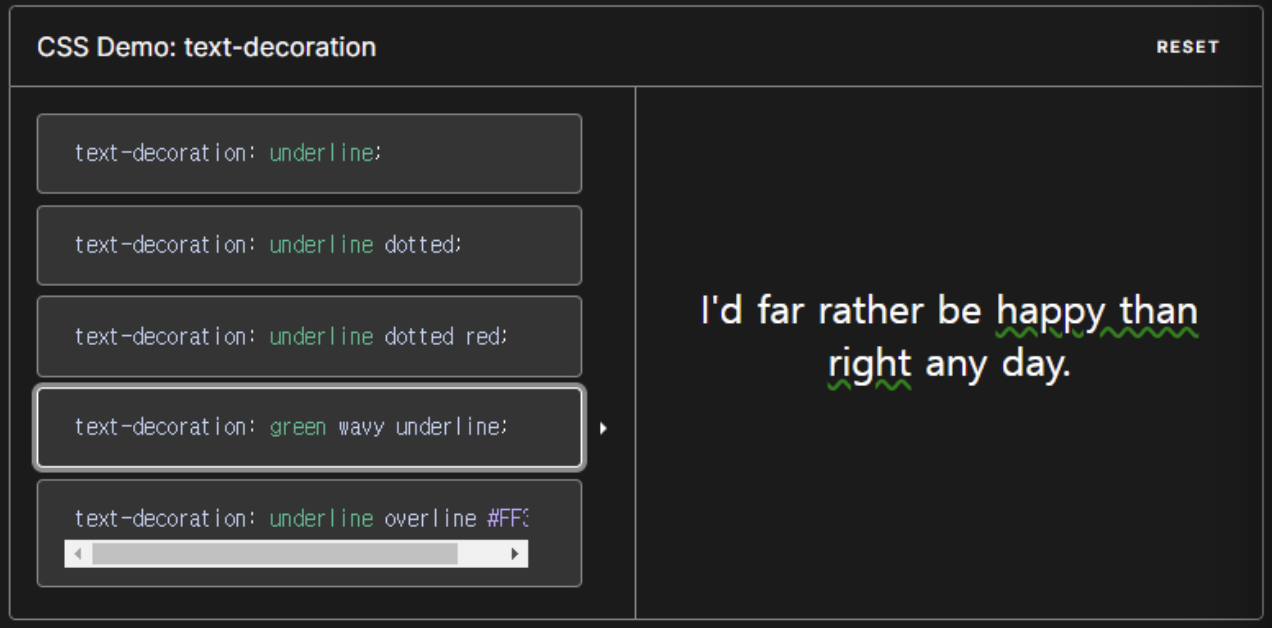 CSS Demo: text-decoration
RESET
text-decoration: underline;
text-decoration: underline dotted;
text-decoration: underline dotted red;
text-decoration: green wavy underline;
text-decoration: underline overline #FF3
I'd far rather be happy than
right any day.